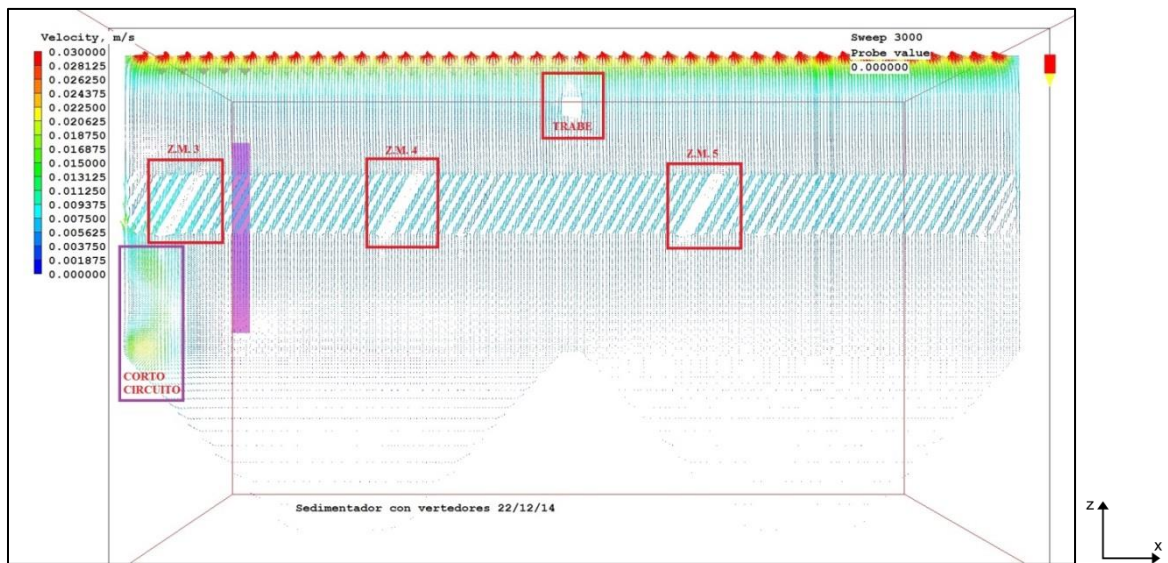 Velocity, m/s
0.030000
0.028125
0.026250
0.024375
0.022500
0.020625
0.018750
0.016875
0.015000
0.013125
0.011250
0.009375
0.007500
0.005625
0.003750
0.001875
0.000000
Sweep 3000
Probe value
0.000000
TRABE
Z.M. 3
Z.M. 4
Z.M. 5
CORTO
CIRCUITO
Sedimentador con vertedores 22/12/14
z
x